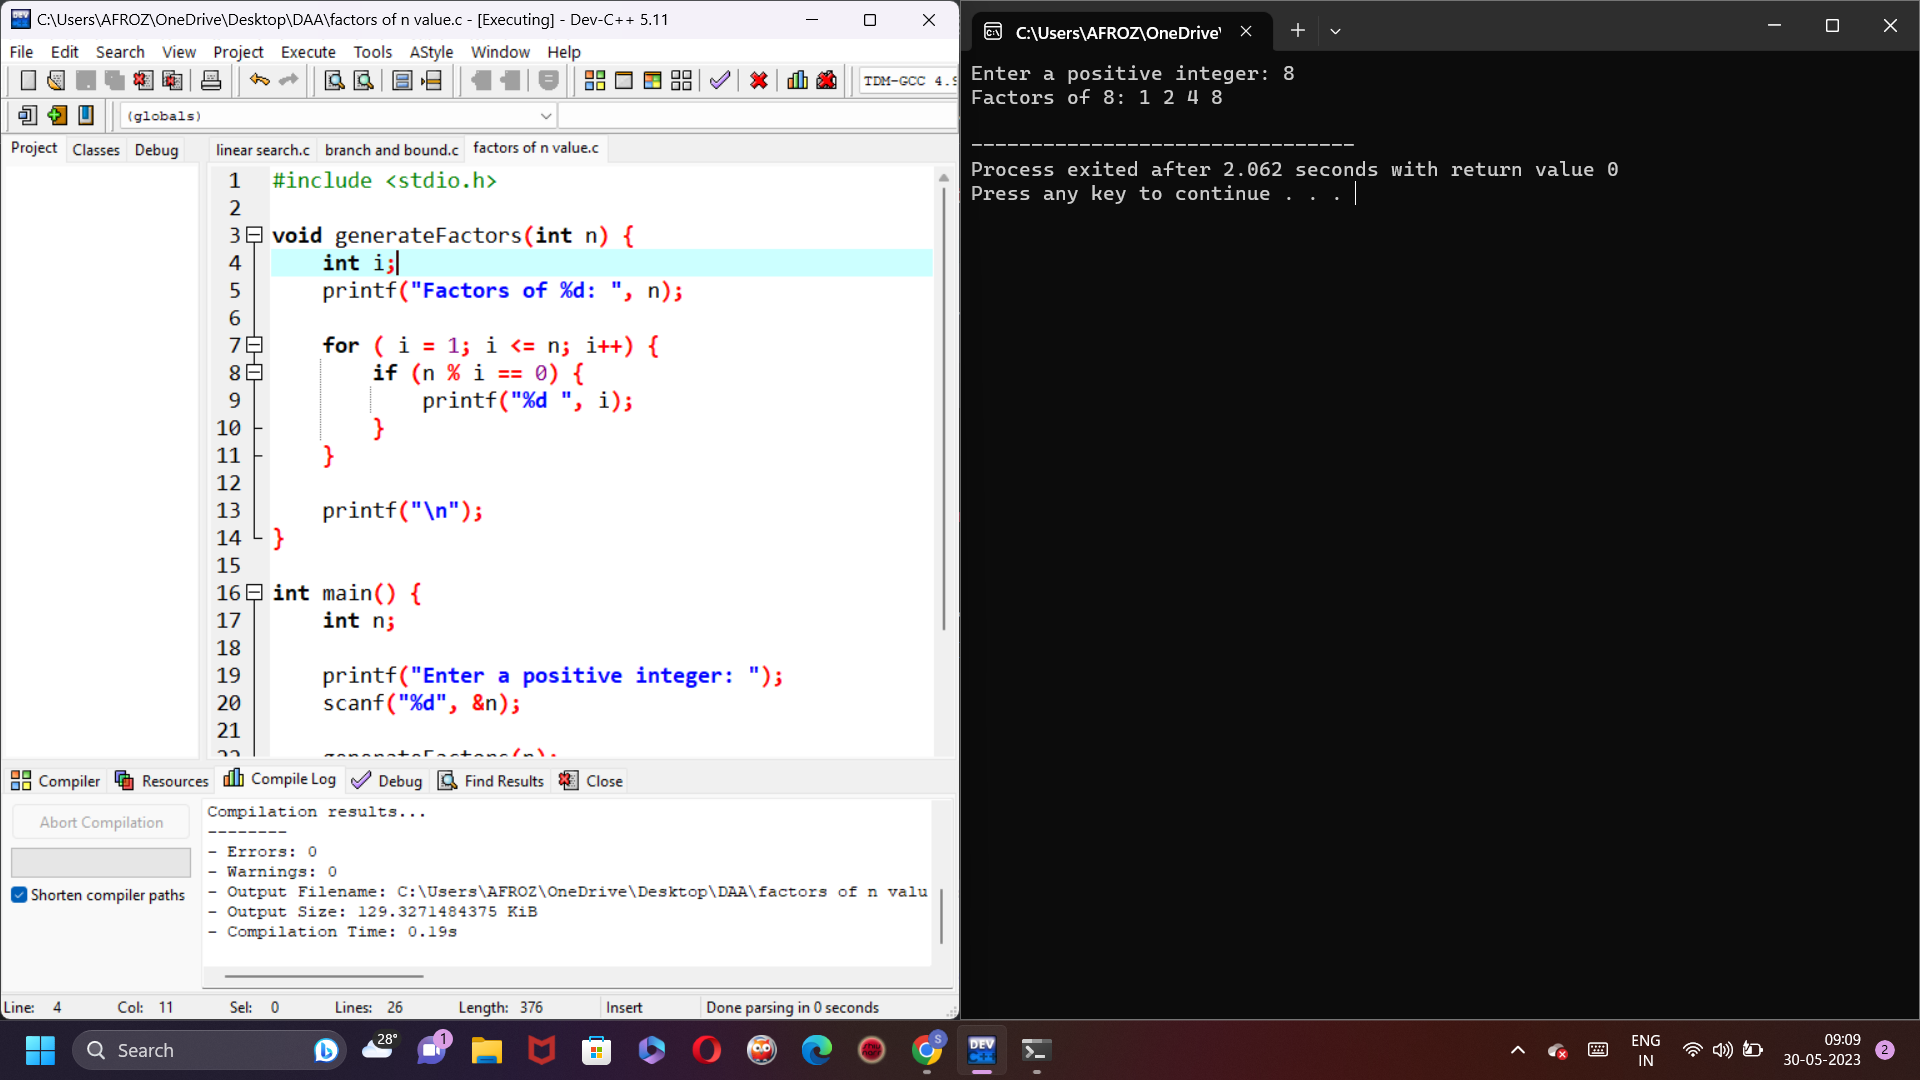 C:\Users\AFROZ\OneDrive\Desktop\DAA\factors of n value.c - [Executing] - Dev-C++ 5.11
File Edit Search View Project Execute Tools AStyle Window Help
TDM-GCC 4.9
(globals)
Project Classes Debug
linear search.c branch and bound.c factors of n value.c
1 #include <stdio.h>
2
3 void generateFactors(int n) {
4 int i;
5 printf("Factors of %d: ", n);
6
7 for ( i = 1; i <= n; i++) {
8 if (n % i == 0) {
9 printf("%d ", i);
10 }
11 }
12
13 printf("\n");
14 }
15
16 int main() {
17 int n;
18
19 printf("Enter a positive integer: ");
20 scanf("%d", &n);
21
22 generateFactors(n);
Compiler Resources Compile Log Debug Find Results Close
Abort Compilation
Shorten compiler paths
Compilation results...
--------
- Errors: 0
- Warnings: 0
- Output Filename: C:\Users\AFROZ\OneDrive\Desktop\DAA\factors of n valu
- Output Size: 129.3271484375 KiB
- Compilation Time: 0.19s
Line: 4 Col: 11 Sel: 0 Lines: 26 Length: 376 Insert Done parsing in 0 seconds
C:\Users\AFROZ\OneDrive\
Enter a positive integer: 8
Factors of 8: 1 2 4 8
--------------------------------
Process exited after 2.062 seconds with return value 0
Press any key to continue . . .
Search
28°
1
S
DEV
C++
ENG
IN
09:09
30-05-2023
2